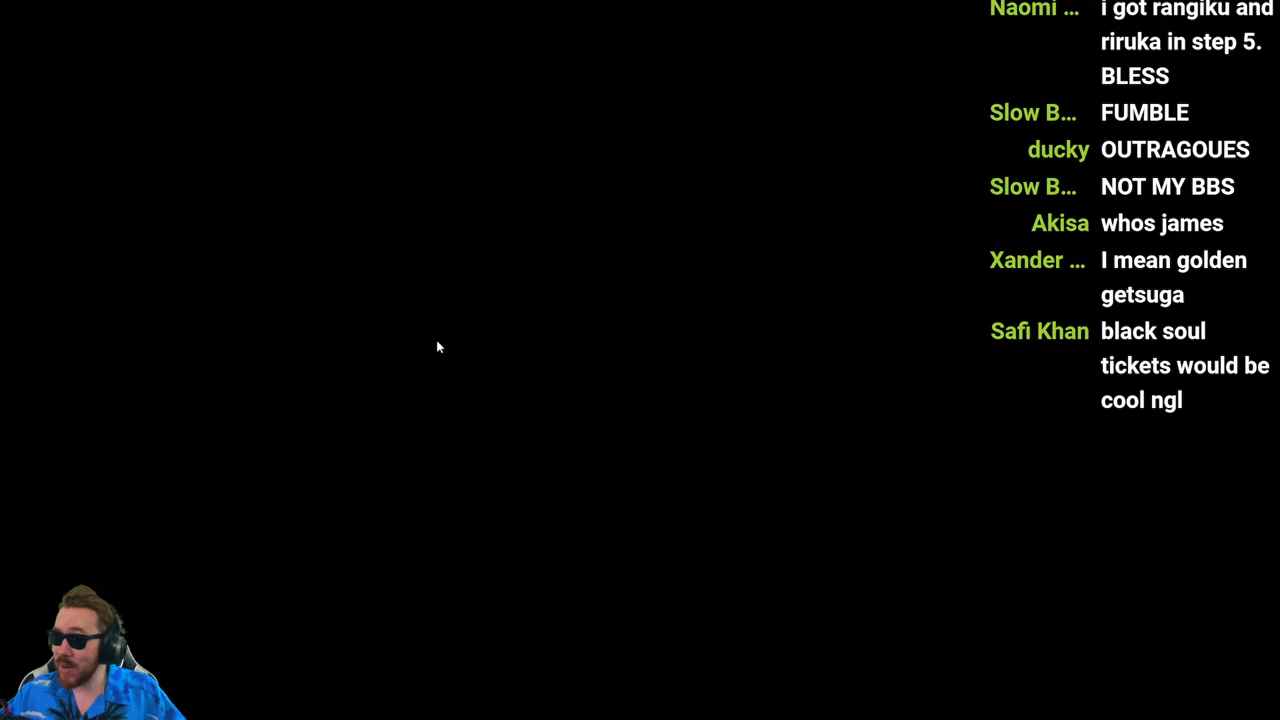 Naomi ... i got rangiku and
riruka in step 5.
BLESS
Slow B... FUMBLE
ducky OUTRAGOUES
Slow B... NOT MY BBS
Akisa whos james
Xander ... I mean golden
getsuga
Safi Khan black soul
tickets would be
cool ngl